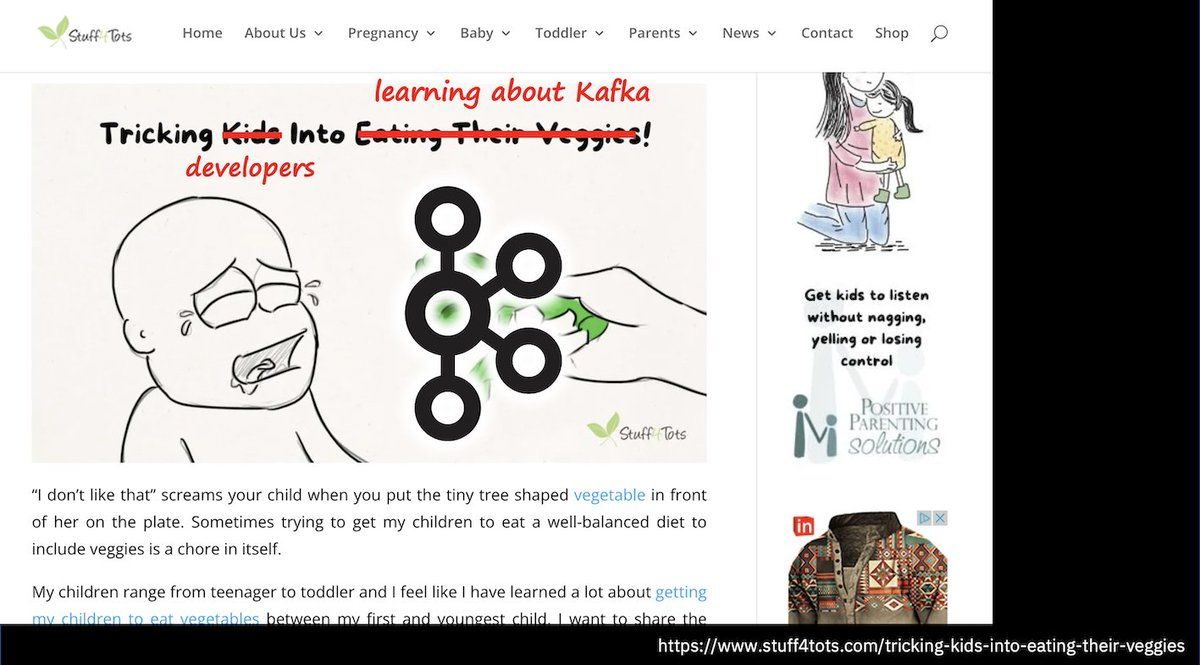 Stuff4Tots
Home About Us Pregnancy Baby Toddler Parents News Contact Shop
learning about Kafka
Tricking Kids Into Eating Their Veggies!
developers
Stuff4Tots
“I don’t like that” screams your child when you put the tiny tree shaped vegetable in front
of her on the plate. Sometimes trying to get my children to eat a well-balanced diet to
include veggies is a chore in itself.
My children range from teenager to toddler and I feel like I have learned a lot about getting
my children to eat vegetables between my first and youngest child. I want to share the
Get kids to listen
without nagging,
yelling or losing
control
POSITIVE
PARENTING
solutions
in
https://www.stuff4tots.com/tricking-kids-into-eating-their-veggies